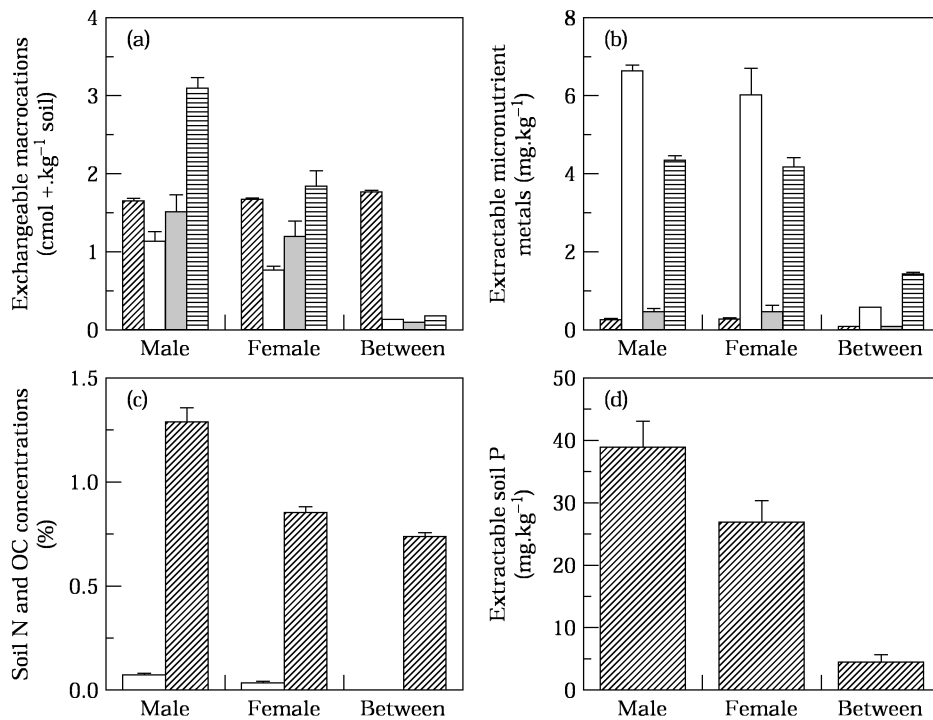 Exchangeable macrocations
(cmol +.kg⁻¹ soil)
4
3
2
1
0
(a)
Male
Female
Between
Extractable micronutrient
metals (mg.kg⁻¹)
8
6
4
2
0
(b)
Male
Female
Between
Soil N and OC concentrations
(%)
1.5
1.0
0.5
0.0
(c)
Male
Female
Between
Extractable soil P
(mg.kg⁻¹)
50
40
30
20
10
0
(d)
Male
Female
Between